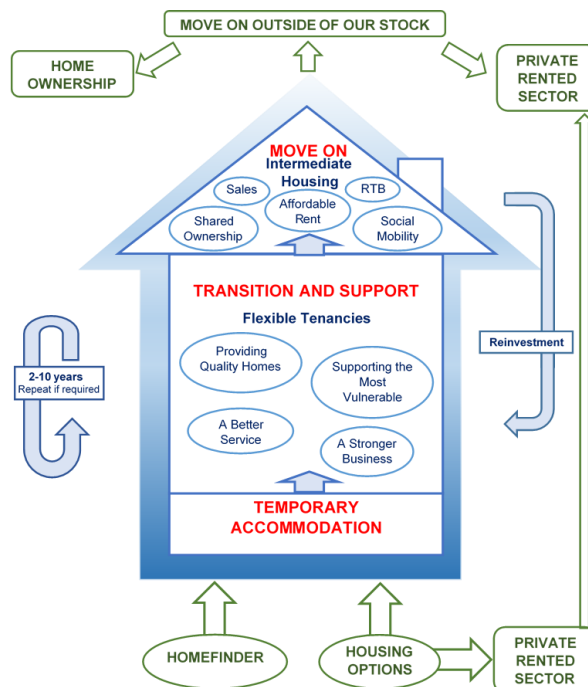 MOVE ON OUTSIDE OF OUR STOCK
HOME
OWNERSHIP
PRIVATE
RENTED
SECTOR
MOVE ON
Intermediate
Housing
Sales
RTB
Affordable
Rent
Shared
Ownership
Social
Mobility
TRANSITION AND SUPPORT
Flexible Tenancies
Providing
Quality Homes
Supporting the
Most
Vulnerable
A Better
Service
A Stronger
Business
2-10 years
Repeat if required
Reinvestment
TEMPORARY
ACCOMMODATION
HOMEFINDER
HOUSING
OPTIONS
PRIVATE
RENTED
SECTOR